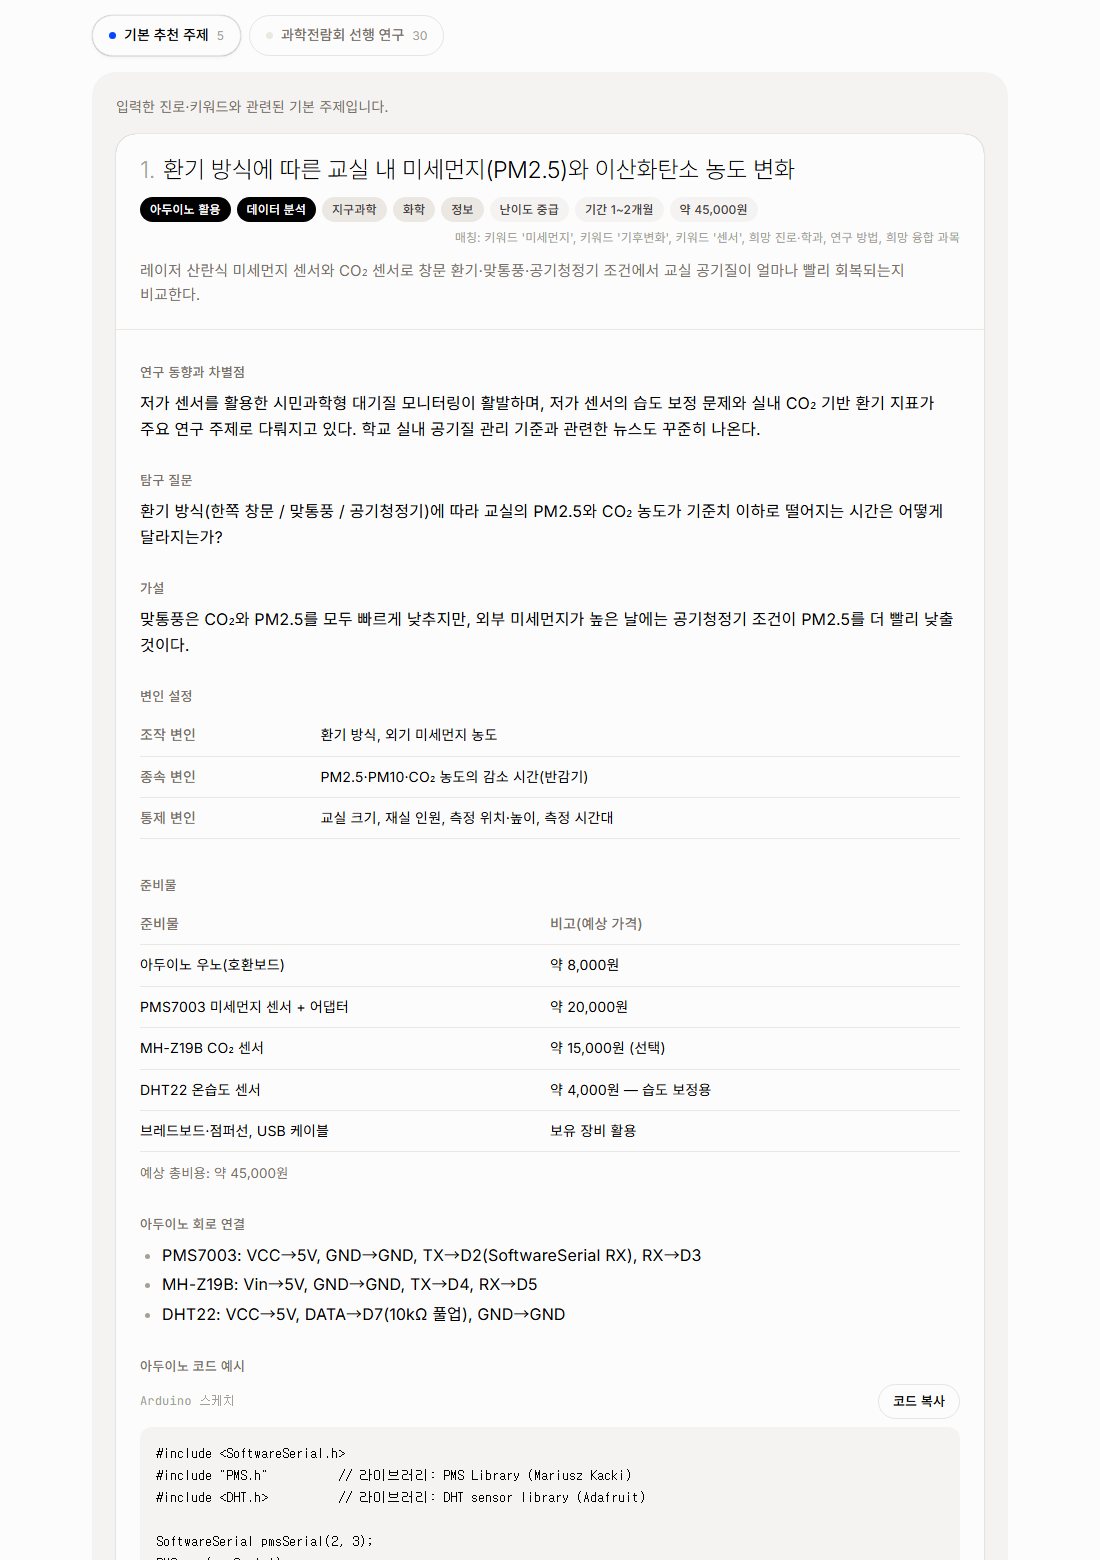 기본 추천 주제 5
과학전람회 선행 연구 30
입력한 진로·키워드와 관련된 기본 주제입니다.
1. 환기 방식에 따른 교실 내 미세먼지(PM2.5)와 이산화탄소 농도 변화
아두이노 활용 데이터 분석 지구과학 화학 정보 난이도 중급 기간 1~2개월 약 45,000원
매칭: 키워드 '미세먼지', 키워드 '기후변화', 키워드 '센서', 희망 진로·학과, 연구 방법, 희망 융합 과목
레이저 산란식 미세먼지 센서와 CO₂ 센서로 창문 환기·맞통풍·공기청정기 조건에서 교실 공기질이 얼마나 빨리 회복되는지
비교한다.
연구 동향과 차별점
저가 센서를 활용한 시민과학형 대기질 모니터링이 활발하며, 저가 센서의 습도 보정 문제와 실내 CO₂ 기반 환기 지표가
주요 연구 주제로 다뤄지고 있다. 학교 실내 공기질 관리 기준과 관련한 뉴스도 꾸준히 나온다.
탐구 질문
환기 방식(한쪽 창문 / 맞통풍 / 공기청정기)에 따라 교실의 PM2.5와 CO₂ 농도가 기준치 이하로 떨어지는 시간은 어떻게
달라지는가?
가설
맞통풍은 CO₂와 PM2.5를 모두 빠르게 낮추지만, 외부 미세먼지가 높은 날에는 공기청정기 조건이 PM2.5를 더 빨리 낮출
것이다.
변인 설정
조작 변인 환기 방식, 외기 미세먼지 농도
종속 변인 PM2.5·PM10·CO₂ 농도의 감소 시간(반감기)
통제 변인 교실 크기, 재실 인원, 측정 위치·높이, 측정 시간대
준비물
준비물 비고(예상 가격)
아두이노 우노(호환보드) 약 8,000원
PMS7003 미세먼지 센서 + 어댑터 약 20,000원
MH-Z19B CO₂ 센서 약 15,000원 (선택)
DHT22 온습도 센서 약 4,000원 — 습도 보정용
브레드보드·점퍼선, USB 케이블 보유 장비 활용
예상 총비용: 약 45,000원
아두이노 회로 연결
• PMS7003: VCC→5V, GND→GND, TX→D2(SoftwareSerial RX), RX→D3
• MH-Z19B: Vin→5V, GND→GND, TX→D4, RX→D5
• DHT22: VCC→5V, DATA→D7(10kΩ 풀업), GND→GND
아두이노 코드 예시
Arduino 스케치
코드 복사
#include <SoftwareSerial.h>
#include "PMS.h" // 라이브러리: PMS Library (Mariusz Kacki)
#include <DHT.h> // 라이브러리: DHT sensor library (Adafruit)
SoftwareSerial pmsSerial(2, 3);